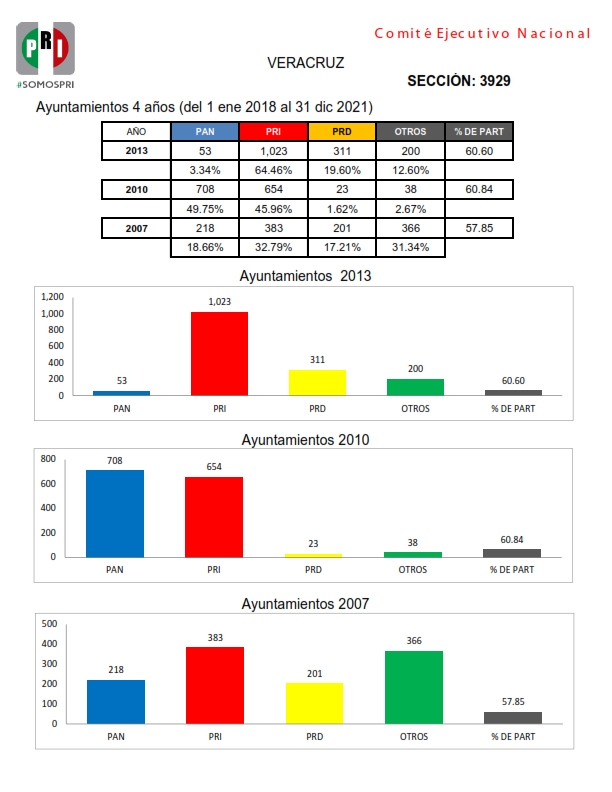 PRI
#SOMOSPRI
Comité Ejecutivo Nacional
VERACRUZ
SECCIÓN: 3929
Ayuntamientos 4 años (del 1 ene 2018 al 31 dic 2021)
AÑO PAN PRI PRD OTROS % DE PART
2013 53 1,023 311 200 60.60
3.34% 64.46% 19.60% 12.60%
2010 708 654 23 38 60.84
49.75% 45.96% 1.62% 2.67%
2007 218 383 201 366 57.85
18.66% 32.79% 17.21% 31.34%
Ayuntamientos 2013
1,200
1,000
800
600
400
200
0
1,023
53
311
200
60.60
PAN PRI PRD OTROS % DE PART
Ayuntamientos 2010
800
600
400
200
0
708
654
23
38
60.84
PAN PRI PRD OTROS % DE PART
Ayuntamientos 2007
500
400
300
200
100
0
218
383
201
366
57.85
PAN PRI PRD OTROS % DE PART